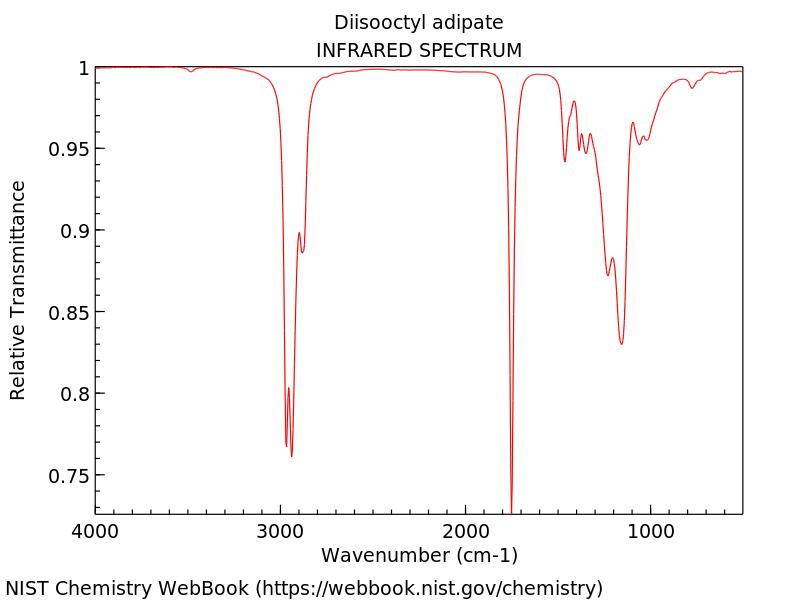 Diisooctyl adipate
INFRARED SPECTRUM
1
0.95
0.9
0.85
0.8
0.75
Relative Transmittance
4000 3000 2000 1000
Wavenumber (cm-1)
NIST Chemistry WebBook (https://webbook.nist.gov/chemistry)